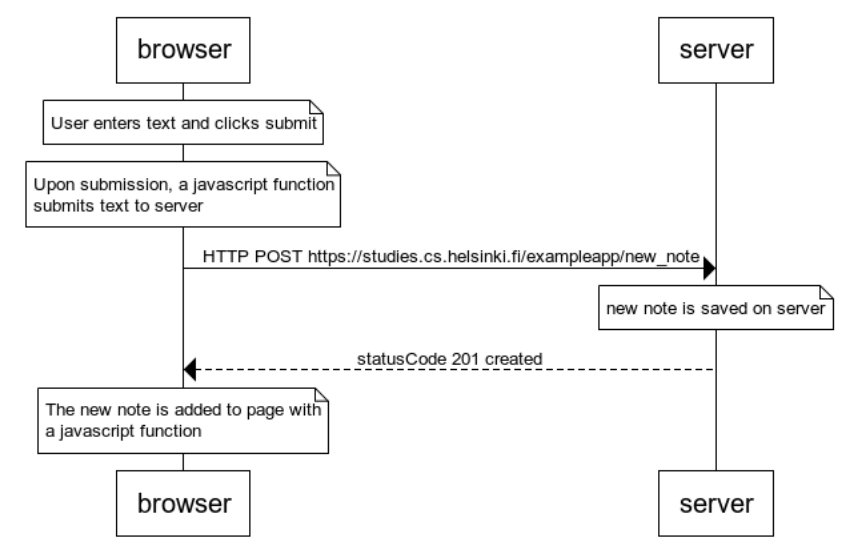 browser
server
User enters text and clicks submit
Upon submission, a javascript function
submits text to server
HTTP POST https://studies.cs.helsinki.fi/exampleapp/new_note
new note is saved on server
statusCode 201 created
The new note is added to page with
a javascript function
browser
server